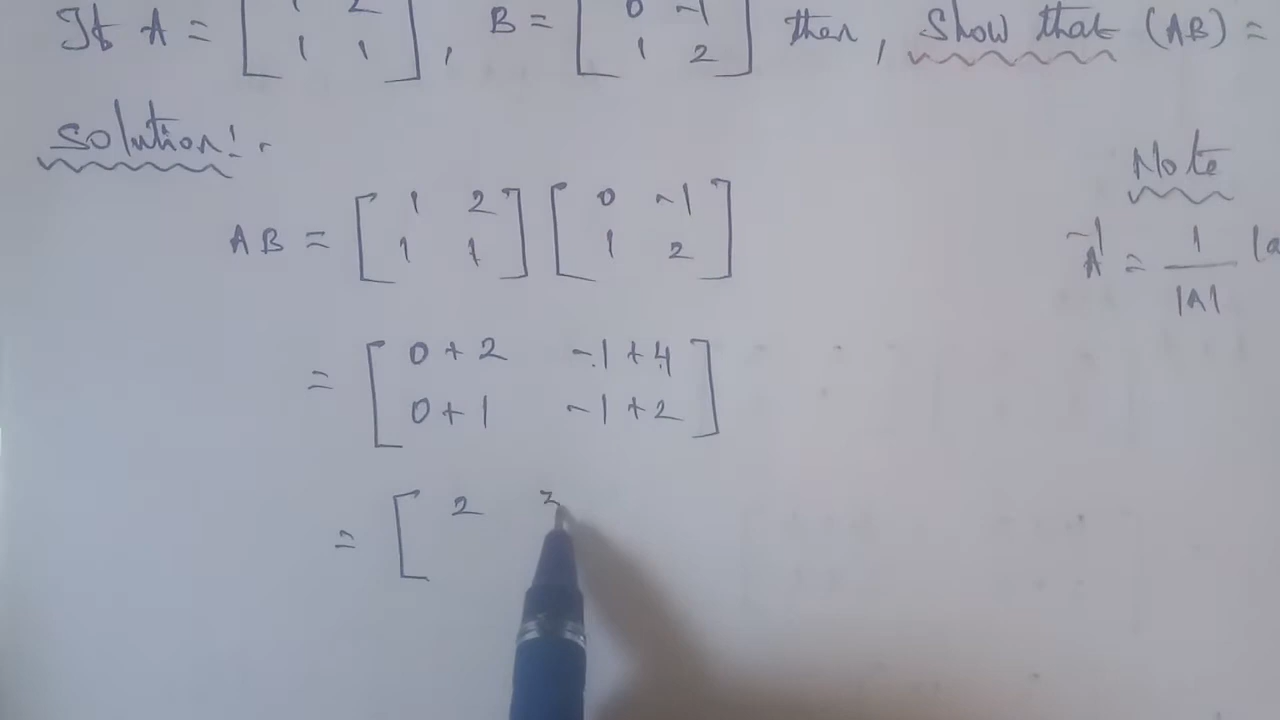 If A = [ 1 2 , B = [ 0 -1 then, Show that (AB) =
1 1 ] 1 2 ]
Solution:-
Note
AB = [ 1 2 ] [ 0 -1 ]
1 1 1 2
A⁻¹ = 1 / |A| (a
= [ 0+2 -1+4 ]
0+1 -1+2
= [ 2 3